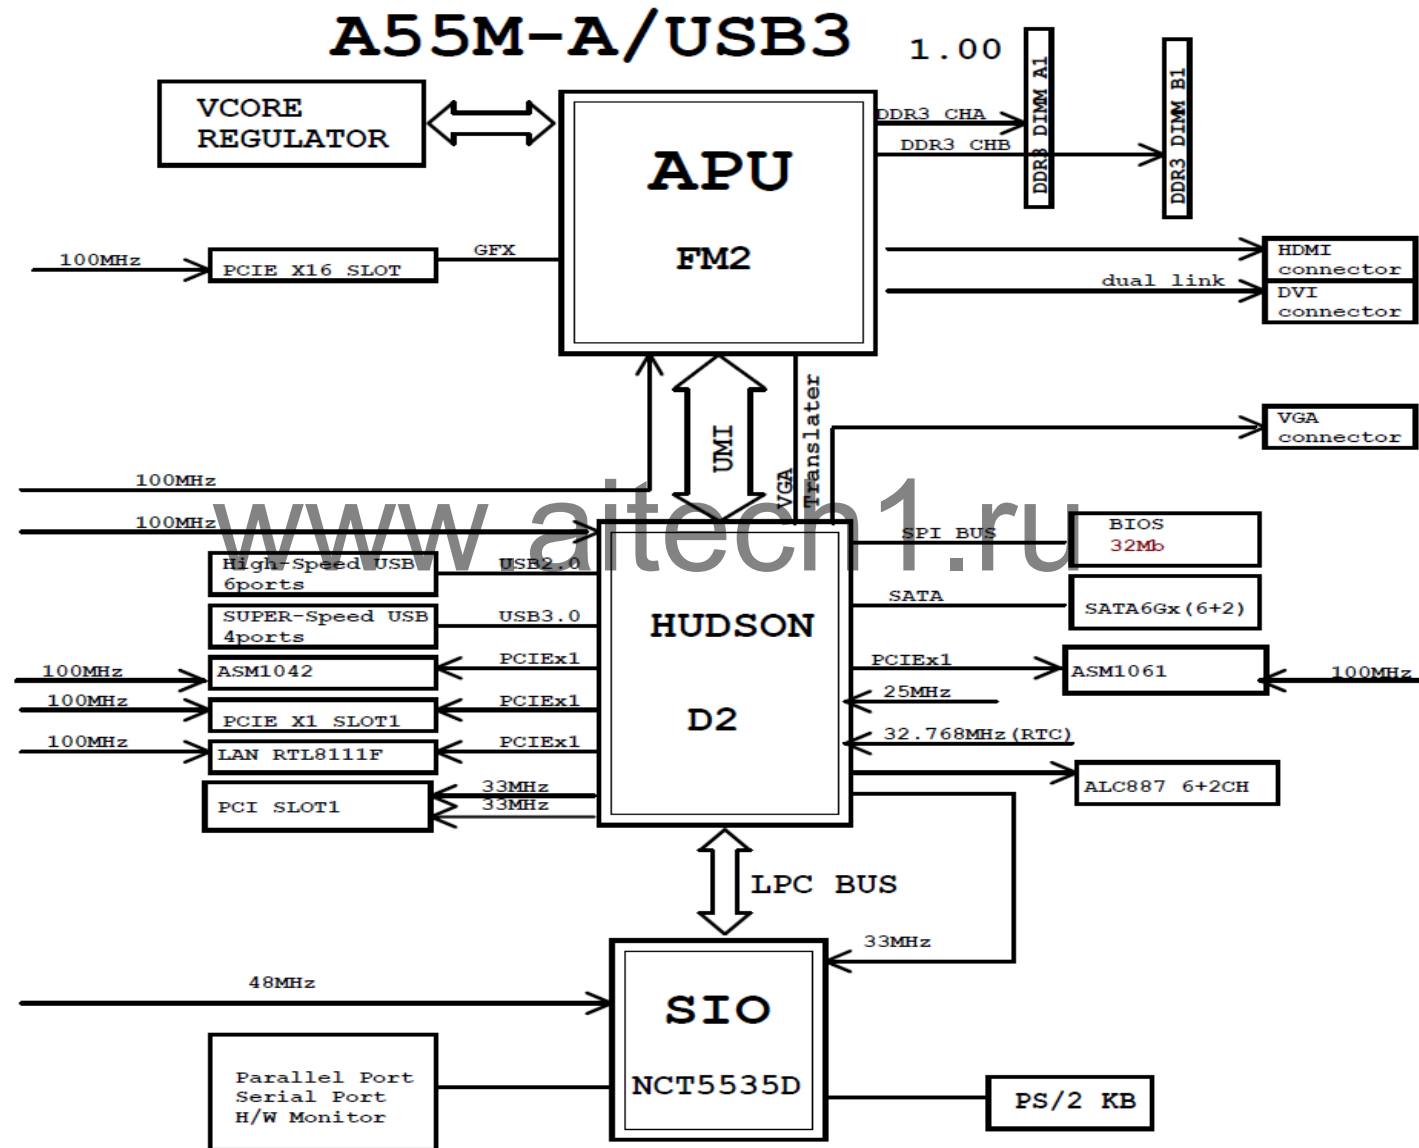 A55M-A/USB3 1.00
VCORE
REGULATOR
APU
FM2
DDR3 CHA
DDR3 CHB
DDR3 DIMM A1
DDR3 DIMM B1
100MHz
PCIE X16 SLOT
GFX
HDMI
connector
dual link
DVI
connector
UMI
VGA
Translater
VGA
connector
100MHz
100MHz
www.aitech1.ru
High-Speed USB
6ports
USB2.0
SUPER-Speed USB
4ports
USB3.0
HUDSON
D2
SPI BUS
BIOS
32Mb
SATA
SATA6Gx(6+2)
100MHz
ASM1042
PCIEx1
PCIEx1
ASM1061
100MHz
100MHz
PCIE X1 SLOT1
PCIEx1
25MHz
100MHz
LAN RTL8111F
PCIEx1
32.768MHz(RTC)
PCI SLOT1
33MHz
33MHz
ALC887 6+2CH
LPC BUS
33MHz
48MHz
SIO
NCT5535D
Parallel Port
Serial Port
H/W Monitor
PS/2 KB